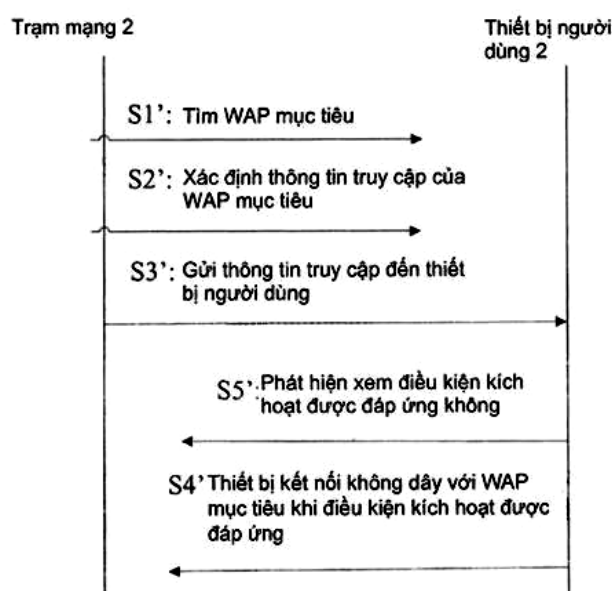 Trạm mạng 2
Thiết bị người
dùng 2
S1': Tìm WAP mục tiêu
S2': Xác định thông tin truy cập của
WAP mục tiêu
S3': Gửi thông tin truy cập đến thiết
bị người dùng
S5': Phát hiện xem điều kiện kích
hoạt được đáp ứng không
S4' Thiết bị kết nối không dây với WAP
mục tiêu khi điều kiện kích hoạt được
đáp ứng